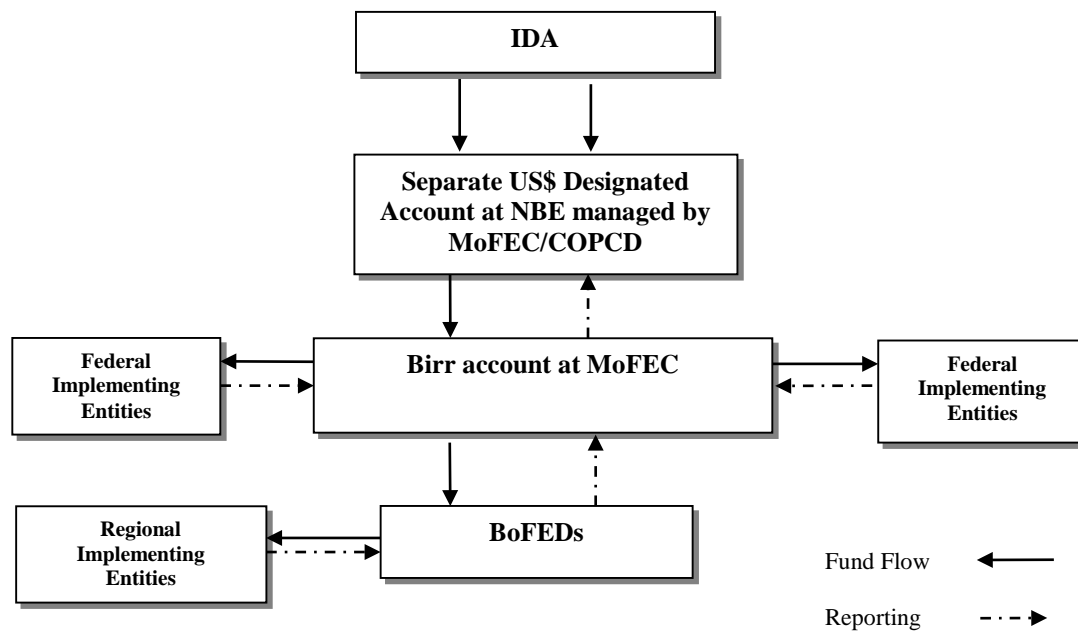 IDA
Separate US$ Designated
Account at NBE managed by
MoFEC/COPCD
Federal
Implementing
Entities
Birr account at MoFEC
Federal
Implementing
Entities
Regional
Implementing
Entities
BoFEDs
Fund Flow
Reporting